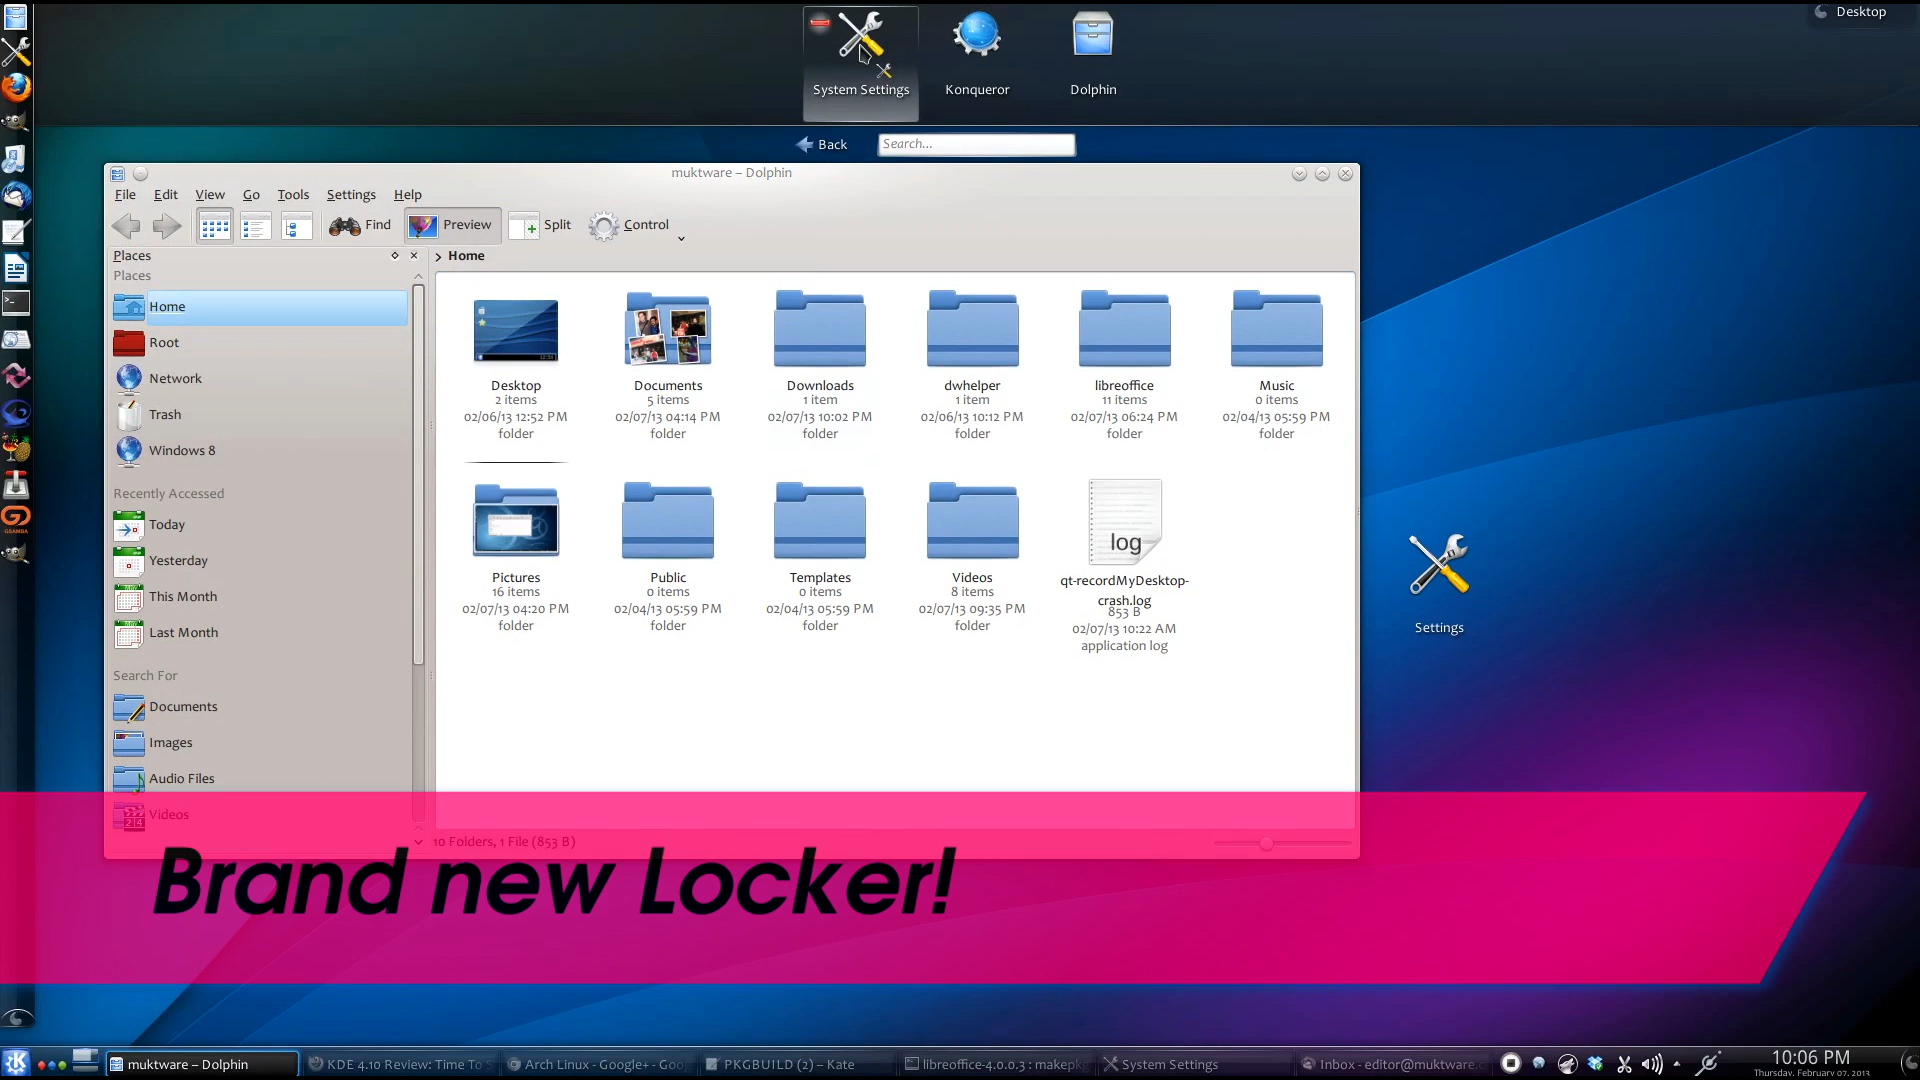 Desktop
System Settings
Konqueror
Dolphin
Back
Search...
muktware – Dolphin
File Edit View Go Tools Settings Help
Find Preview Split Control
Places
Home
Places
Home
Root
Network
Trash
Windows 8
Recently Accessed
Today
Yesterday
This Month
Last Month
Search For
Documents
Images
Audio Files
Videos
Desktop
2 items
02/06/13 12:52 PM
folder
Documents
5 items
02/07/13 04:14 PM
folder
Downloads
1 item
02/07/13 10:02 PM
folder
dwhelper
1 item
02/06/13 10:12 PM
folder
libreoffice
11 items
02/07/13 06:24 PM
folder
Music
0 items
02/04/13 05:59 PM
folder
Pictures
16 items
02/07/13 04:20 PM
folder
Public
0 items
02/04/13 05:59 PM
folder
Templates
0 items
02/04/13 05:59 PM
folder
Videos
8 items
02/07/13 09:35 PM
folder
log
qt-recordMyDesktop-
crash.log
853 B
02/07/13 10:22 AM
application log
Settings
10 Folders, 1 File (853 B)
Brand new Locker!
muktware – Dolphin
KDE 4.10 Review: Time To S
Arch Linux - Google+ - Goo
PKGBUILD (2) – Kate
libreoffice-4.0.0.3 : makepkg
System Settings
Inbox - editor@muktware.c
10:06 PM
Thursday, February 07, 2013